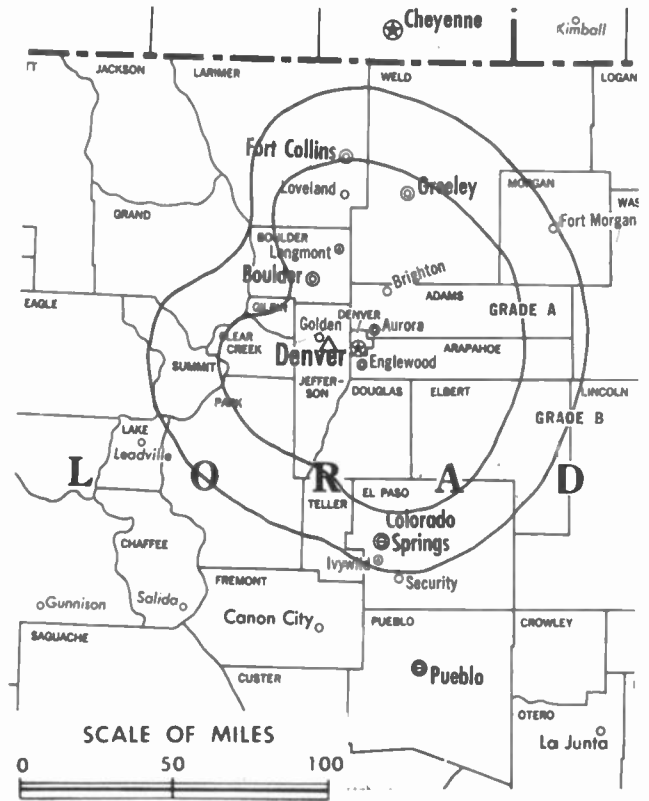 Cheyenne
Kimball
JACKSON
LARIMER
WELD
LOGAN
Fort Collins
Loveland
Greeley
MORGAN
WAS
Fort Morgan
GRAND
BOULDER
Longmont
Boulder
Brighton
EAGLE
GILPIN
ADAMS
GRADE A
Golden
DENVER
Aurora
CLEAR
CREEK
Denver
ARAPAHOE
Englewood
SUMMIT
JEFFER-
SON
DOUGLAS
ELBERT
LINCOLN
PARK
GRADE B
LAKE
Leadville
L O R A D
TELLER
EL PASO
Colorado
Springs
CHAFFEE
Ivywild
Security
FREMONT
Gunnison
Salida
Canon City
PUEBLO
CROWLEY
SAGUACHE
CUSTER
Pueblo
OTERO
La Junta
SCALE OF MILES
0 50 100